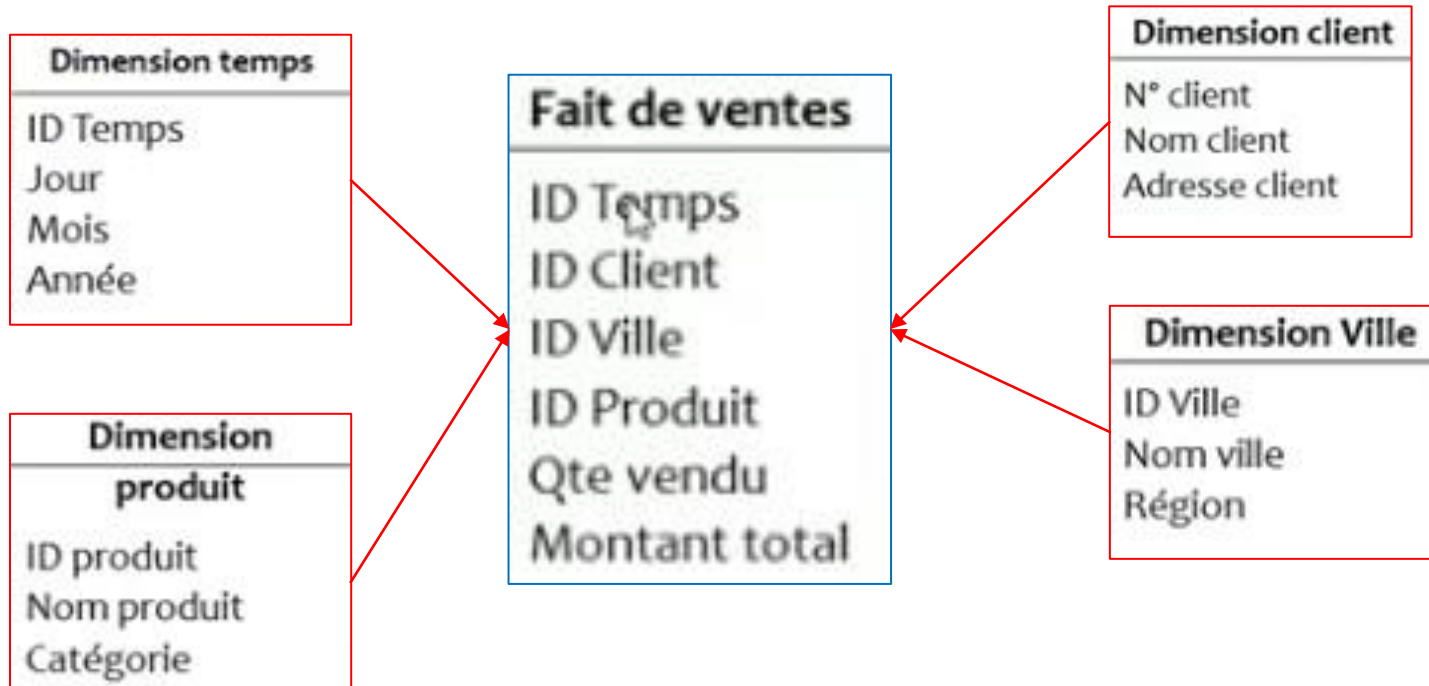 Dimension temps
ID Temps
Jour
Mois
Année
Dimension
produit
ID produit
Nom produit
Catégorie
Fait de ventes
ID Temps
ID Client
ID Ville
ID Produit
Qte vendu
Montant total
Dimension client
N° client
Nom client
Adresse client
Dimension Ville
ID Ville
Nom ville
Région